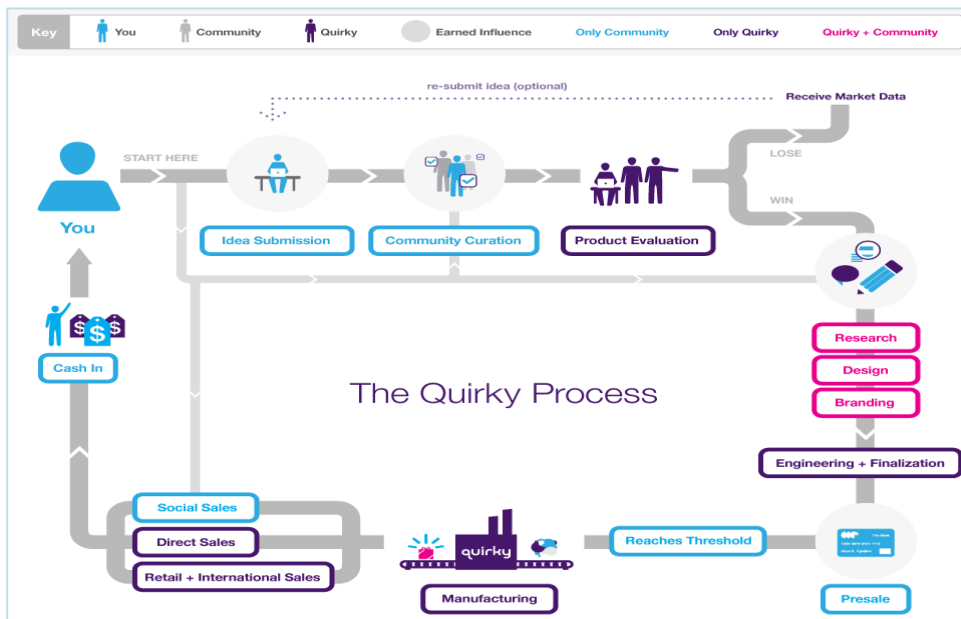 Key
You
Community
Quirky
Earned Influence
Only Community
Only Quirky
Quirky + Community
re-submit idea (optional)
Receive Market Data
START HERE
LOSE
WIN
You
Idea Submission
Community Curation
Product Evaluation
Research
Design
Branding
$ $ $
Cash In
The Quirky Process
Engineering + Finalization
Social Sales
Direct Sales
Retail + International Sales
quirky
Manufacturing
Reaches Threshold
Presale